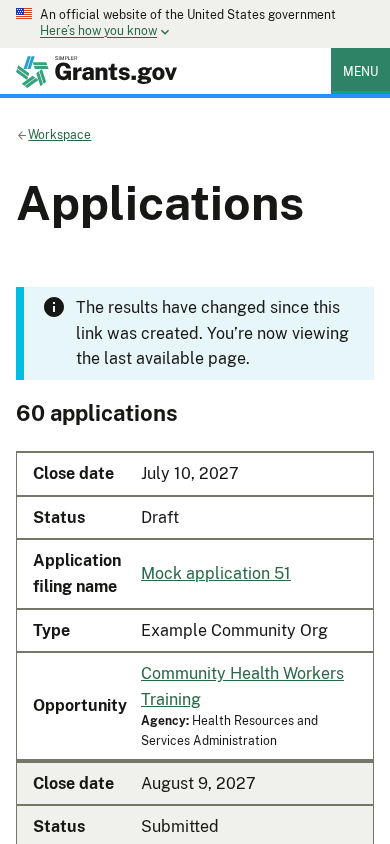 An official website of the United States government
Here's how you know
SIMPLER
Grants.gov
MENU
Workspace
Applications
The results have changed since this
link was created. You're now viewing
the last available page.
60 applications
Close date July 10, 2027
Status Draft
Application
filing name Mock application 51
Type Example Community Org
Opportunity Community Health Workers
Training
Agency: Health Resources and
Services Administration
Close date August 9, 2027
Status Submitted